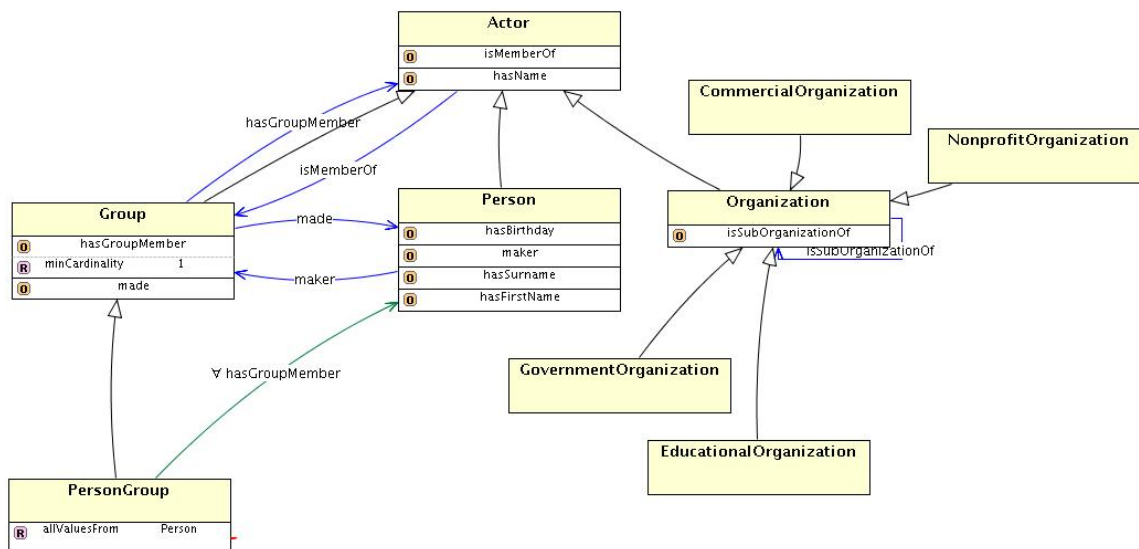 Actor
O isMemberOf
O hasName
CommercialOrganization
NonprofitOrganization
hasGroupMember
isMemberOf
Group
O hasGroupMember
R minCardinality 1
O made
made
maker
Person
O hasBirthday
O maker
O hasSurname
O hasFirstName
Organization
O isSubOrganizationOf
isSubOrganizationOf
∀ hasGroupMember
GovernmentOrganization
EducationalOrganization
PersonGroup
R allValuesFrom Person